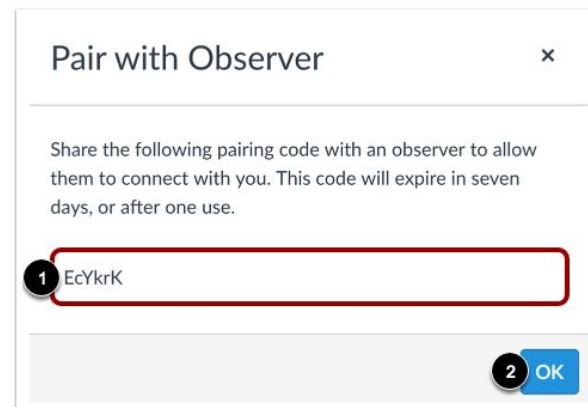 Pair with Observer ×
Share the following pairing code with an observer to allow
them to connect with you. This code will expire in seven
days, or after one use.
1 EcYkrK
2 OK